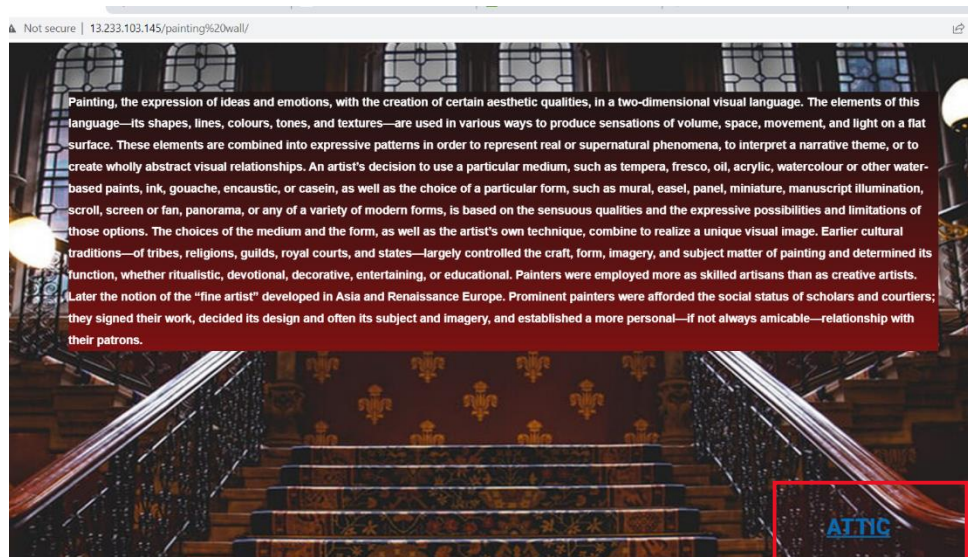 Not secure | 13.233.103.145/painting%20wall/
Painting, the expression of ideas and emotions, with the creation of certain aesthetic qualities, in a two-dimensional visual language. The elements of this
language—its shapes, lines, colours, tones, and textures—are used in various ways to produce sensations of volume, space, movement, and light on a flat
surface. These elements are combined into expressive patterns in order to represent real or supernatural phenomena, to interpret a narrative theme, or to
create wholly abstract visual relationships. An artist’s decision to use a particular medium, such as tempera, fresco, oil, acrylic, watercolour or other water-
based paints, ink, gouache, encaustic, or casein, as well as the choice of a particular form, such as mural, easel, panel, miniature, manuscript illumination,
scroll, screen or fan, panorama, or any of a variety of modern forms, is based on the sensuous qualities and the expressive possibilities and limitations of
those options. The choices of the medium and the form, as well as the artist’s own technique, combine to realize a unique visual image. Earlier cultural
traditions—of tribes, religions, guilds, royal courts, and states—largely controlled the craft, form, imagery, and subject matter of painting and determined its
function, whether ritualistic, devotional, decorative, entertaining, or educational. Painters were employed more as skilled artisans than as creative artists.
Later the notion of the “fine artist” developed in Asia and Renaissance Europe. Prominent painters were afforded the social status of scholars and courtiers;
they signed their work, decided its design and often its subject and imagery, and established a more personal—if not always amicable—relationship with
their patrons.
ATTIC